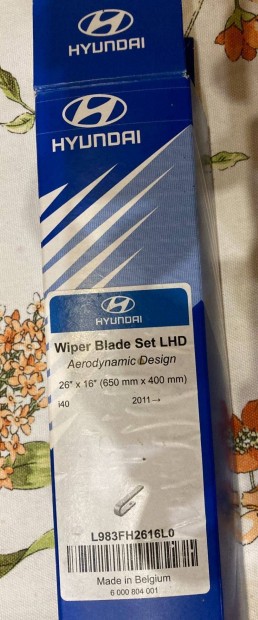 HYUNDAI
HYUNDAI
HYUNDAI
Wiper Blade Set LHD
Aerodynamic Design
26" x 16" (650 mm x 400 mm)
i40 2011→
L983FH2616L0
Made in Belgium
6 000 804 001